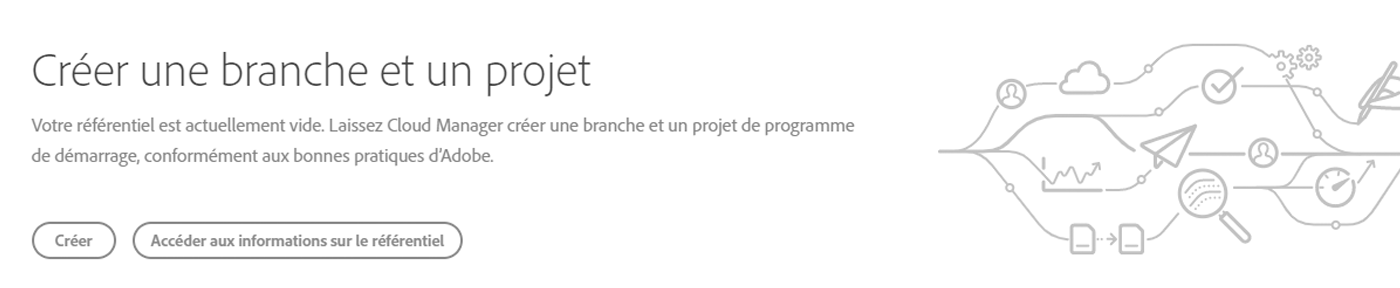 Créer une branche et un projet
Votre référentiel est actuellement vide. Laissez Cloud Manager créer une branche et un projet de programme
de démarrage, conformément aux bonnes pratiques d'Adobe.
Créer
Accéder aux informations sur le référentiel